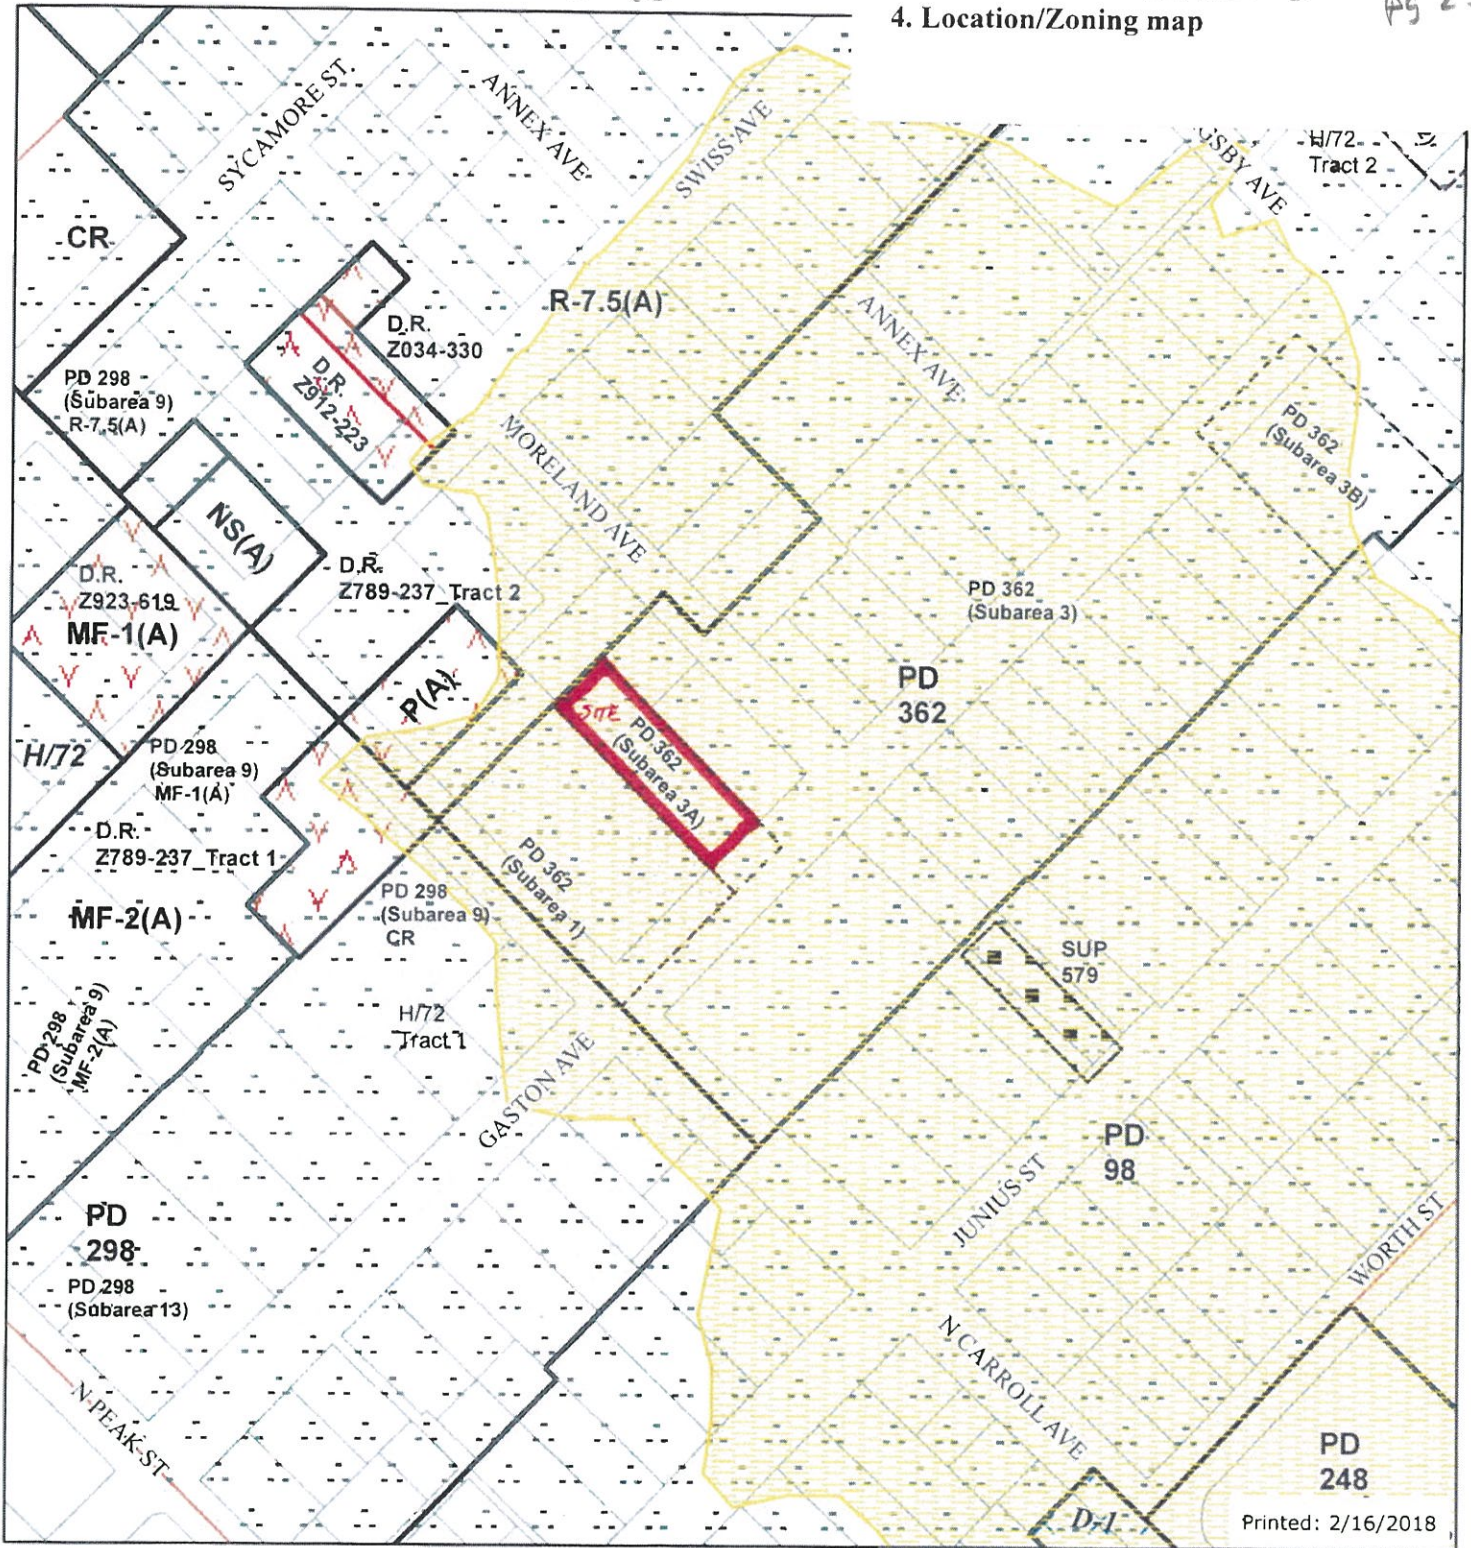 4. Location/Zoning map
pg 2
SYCAMORE ST.
ANNEX AVE
SWISS AVE
GSBY AVE
H/72
Tract 2
CR
R-7.5(A)
D.R.
Z034-330
D.R.
Z912-223
ANNEX AVE
PD 298
(Subarea 9)
R-7.5(A)
MORELAND AVE
PD 362
(Subarea 3B)
NS(A)
D.R.
Z789-237_Tract 2
D.R.
Z923-619
MF-1(A)
PD 362
(Subarea 3)
P(A)
PD
362
SITE
PD 362
(Subarea 3A)
H/72
PD 298
(Subarea 9)
MF-1(A)
D.R.
Z789-237_Tract 1
PD 362
(Subarea 1)
MF-2(A)
PD 298
(Subarea 9)
CR
SUP
579
PD 298
(Subarea 9)
MF-2(A)
H/72
Tract 1
GASTON AVE
PD
98
JUNIUS ST
PD
298
WORTH ST
PD 298
(Subarea 13)
N CARROLL AVE
N PEAK ST
PD
248
D-1
Printed: 2/16/2018